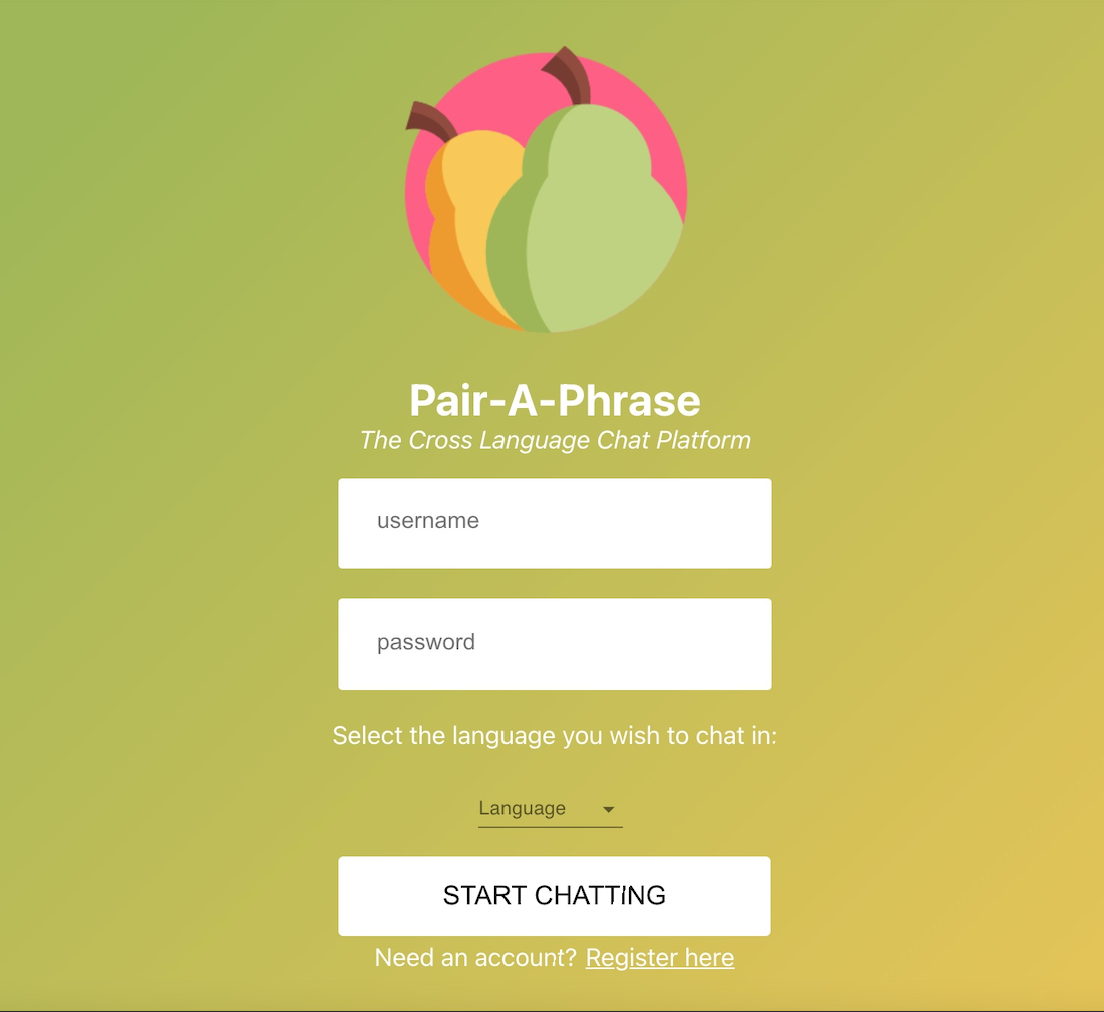 Pair-A-Phrase
The Cross Language Chat Platform
username
password
Select the language you wish to chat in:
Language
START CHATTING
Need an account? Register here